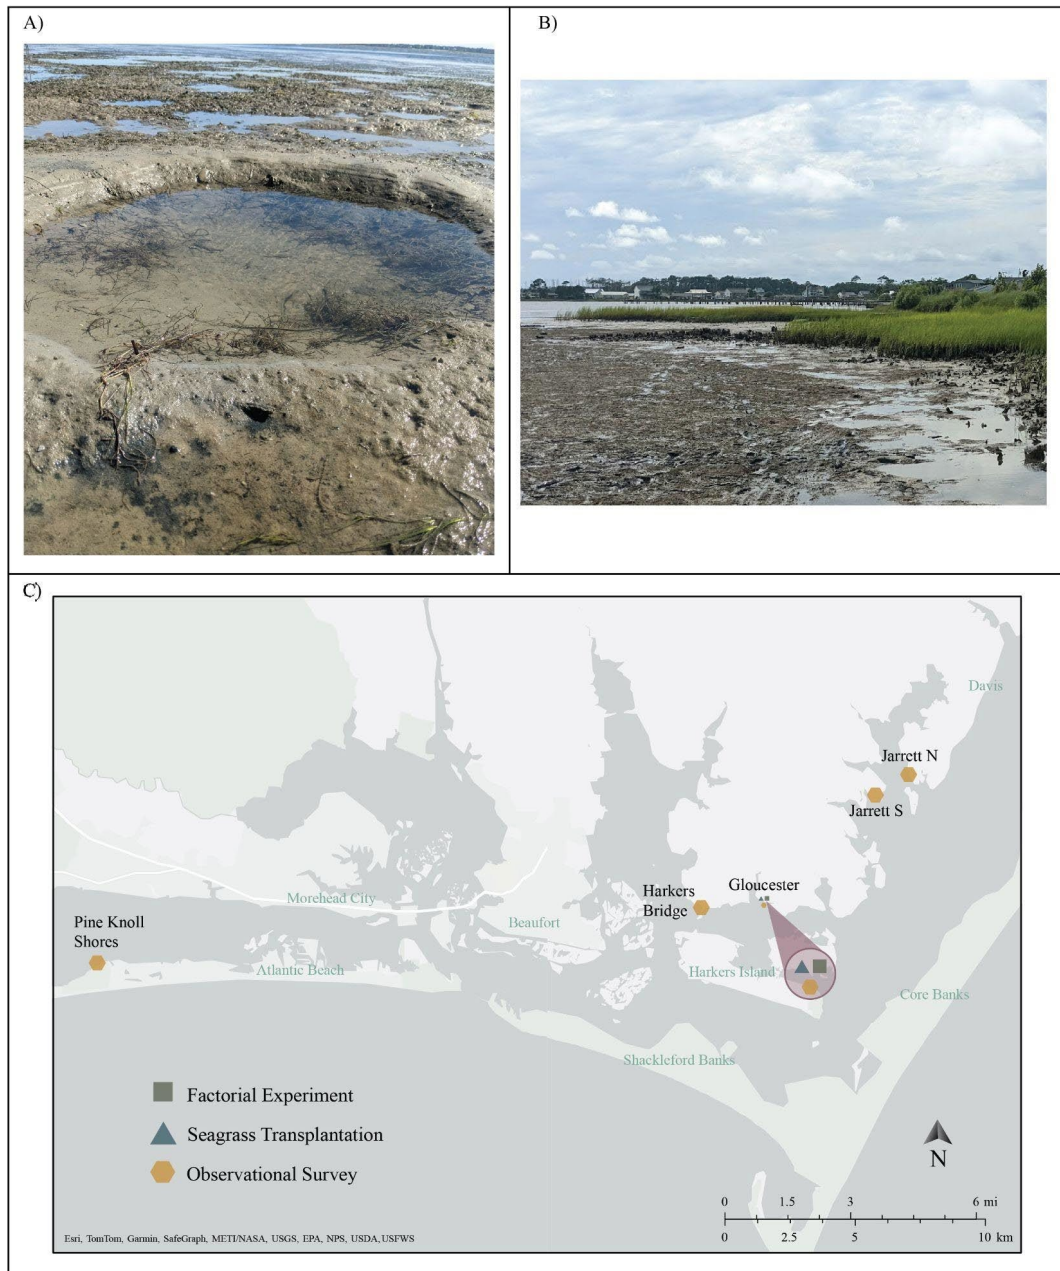 A)
B)
C)
Davis
Jarrett N
Jarrett S
Harkers
Bridge
Gloucester
Morehead City
Pine Knoll
Shores
Beaufort
Atlantic Beach
Harkers Island
Core Banks
Shackleford Banks
Factorial Experiment
Seagrass Transplantation
Observational Survey
N
0 1.5 3 6 mi
0 2.5 5 10 km
Esri, TomTom, Garmin, SafeGraph, METI/NASA, USGS, EPA, NPS, USDA, USFWS